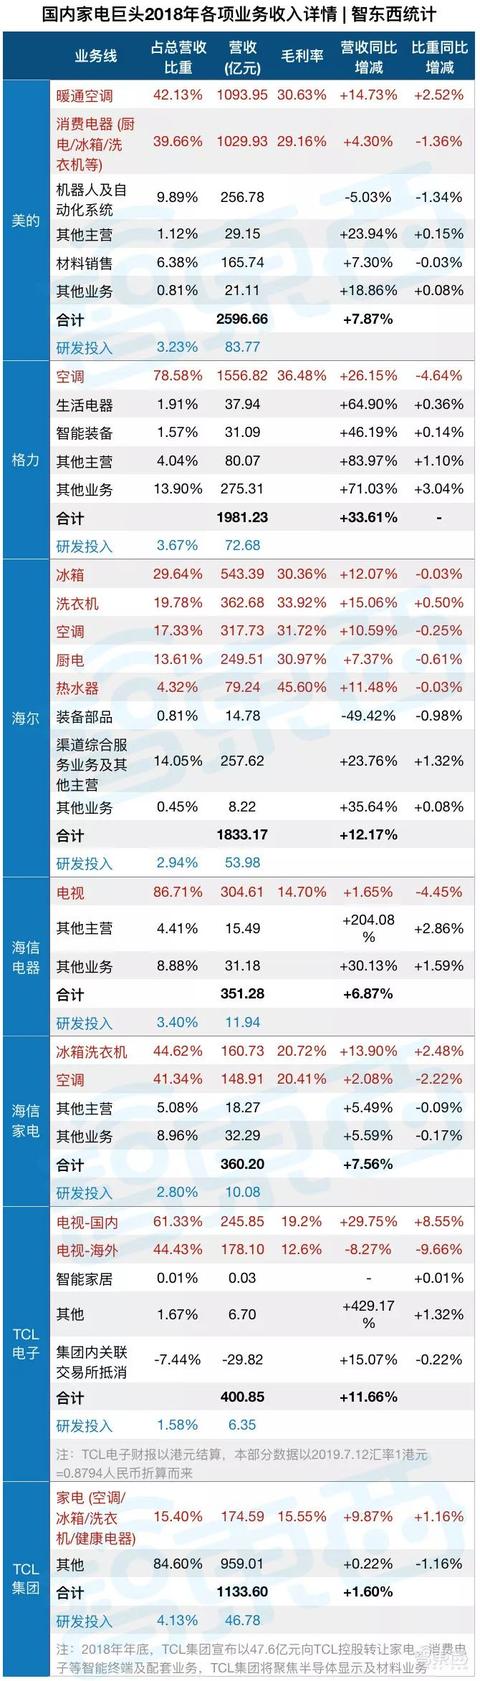 国内家电巨头2018年各项业务收入详情 | 智东西统计
业务线 占总营收比重 营收(亿元) 毛利率 营收同比增减 比重同比增减
美的
暖通空调 42.13% 1093.95 30.63% +14.73% +2.52%
消费电器 (厨电/冰箱/洗衣机等) 39.66% 1029.93 29.16% +4.30% -1.36%
机器人及自动化系统 9.89% 256.78 -5.03% -1.34%
其他主营 1.12% 29.15 +23.94% +0.15%
材料销售 6.38% 165.74 +7.30% -0.03%
其他业务 0.81% 21.11 +18.86% +0.08%
合计 2596.66 +7.87%
研发投入 3.23% 83.77
格力
空调 78.58% 1556.82 36.48% +26.15% -4.64%
生活电器 1.91% 37.94 +64.90% +0.36%
智能装备 1.57% 31.09 +46.19% +0.14%
其他主营 4.04% 80.07 +83.97% +1.10%
其他业务 13.90% 275.31 +71.03% +3.04%
合计 1981.23 +33.61% -
研发投入 3.67% 72.68
海尔
冰箱 29.64% 543.39 30.36% +12.07% -0.03%
洗衣机 19.78% 362.68 33.92% +15.06% +0.50%
空调 17.33% 317.73 31.72% +10.59% -0.25%
厨电 13.61% 249.51 30.97% +7.37% -0.61%
热水器 4.32% 79.24 45.60% +11.48% -0.03%
装备部品 0.81% 14.78 -49.42% -0.98%
渠道综合服务业务及其他主营 14.05% 257.62 +23.76% +1.32%
其他业务 0.45% 8.22 +35.64% +0.08%
合计 1833.17 +12.17%
研发投入 2.94% 53.98
海信电器
电视 86.71% 304.61 14.70% +1.65% -4.45%
其他主营 4.41% 15.49 +204.08% +2.86%
其他业务 8.88% 31.18 +30.13% +1.59%
合计 351.28 +6.87%
研发投入 3.40% 11.94
海信家电
冰箱洗衣机 44.62% 160.73 20.72% +13.90% +2.48%
空调 41.34% 148.91 20.41% +2.08% -2.22%
其他主营 5.08% 18.27 +5.49% -0.09%
其他业务 8.96% 32.29 +5.59% -0.17%
合计 360.20 +7.56%
研发投入 2.80% 10.08
TCL电子
电视-国内 61.33% 245.85 19.2% +29.75% +8.55%
电视-海外 44.43% 178.10 12.6% -8.27% -9.66%
智能家居 0.01% 0.03 - +0.01%
其他 1.67% 6.70 +429.17% +1.32%
集团内关联交易所抵消 -7.44% -29.82 +15.07% -0.22%
合计 400.85 +11.66%
研发投入 1.58% 6.35
注：TCL电子财报以港元结算，本部分数据以2019.7.12汇率1港元
=0.8794人民币折算而来
TCL集团
家电 (空调/冰箱/洗衣机/健康电器) 15.40% 174.59 15.55% +9.87% +1.16%
其他 84.60% 959.01 +0.22% -1.16%
合计 1133.60 +1.60%
研发投入 4.13% 46.78
注：2018年年底，TCL集团宣布以47.6亿元向TCL控股转让家电、消费电
子等智能终端及配套业务，TCL集团将聚焦半导体显示及材料业务
智东西